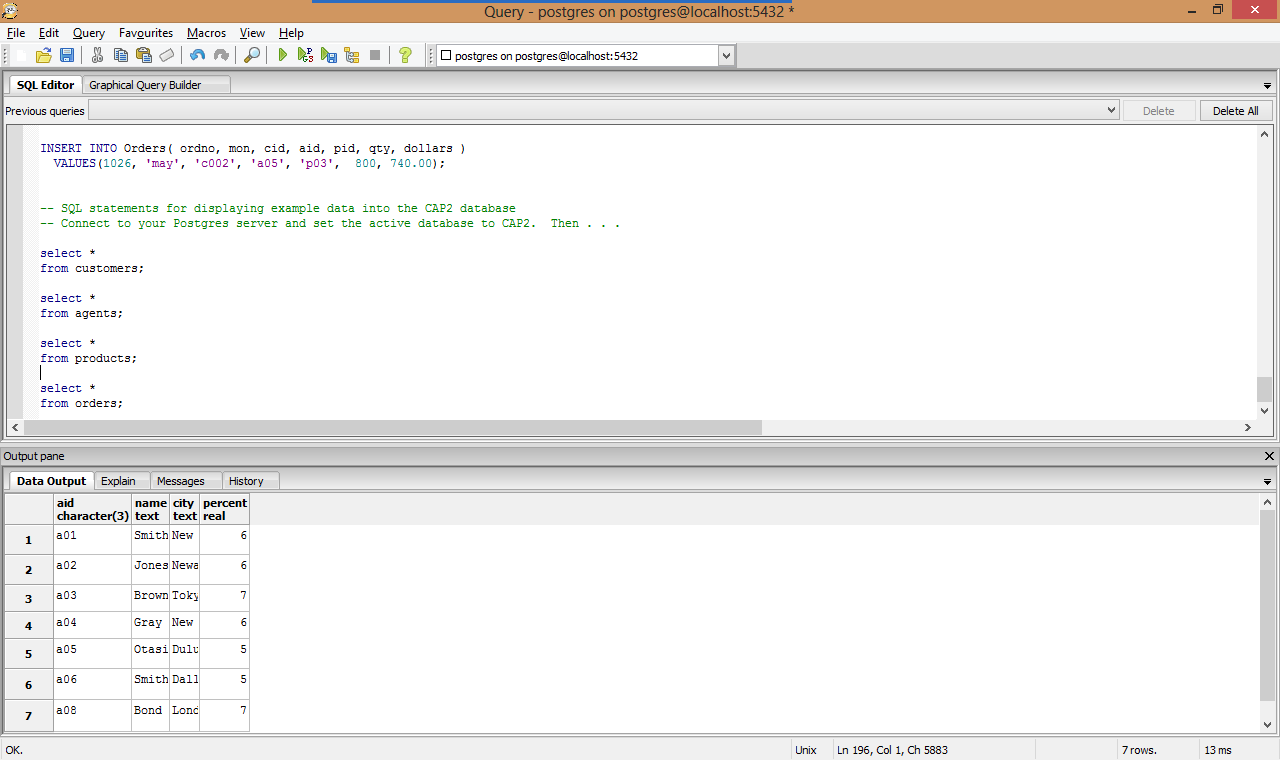 Query - postgres on postgres@localhost:5432 *
File Edit Query Favourites Macros View Help
postgres on postgres@localhost:5432
SQL Editor Graphical Query Builder
Previous queries Delete Delete All
INSERT INTO Orders( ordno, mon, cid, aid, pid, qty, dollars )
VALUES(1026, 'may', 'c002', 'a05', 'p03',  800, 740.00);
-- SQL statements for displaying example data into the CAP2 database
-- Connect to your Postgres server and set the active database to CAP2.  Then . . .
select *
from customers;
select *
from agents;
select *
from products;
select *
from orders;
Output pane
Data Output Explain Messages History
aid name city percent
character(3) text text real
1 a01 Smith New 6
2 a02 Jones Newa 6
3 a03 Brown Toky 7
4 a04 Gray New 6
5 a05 Otasi Dulu 5
6 a06 Smith Dall 5
7 a08 Bond Lond 7
OK. Unix Ln 196, Col 1, Ch 5883 7 rows. 13 ms